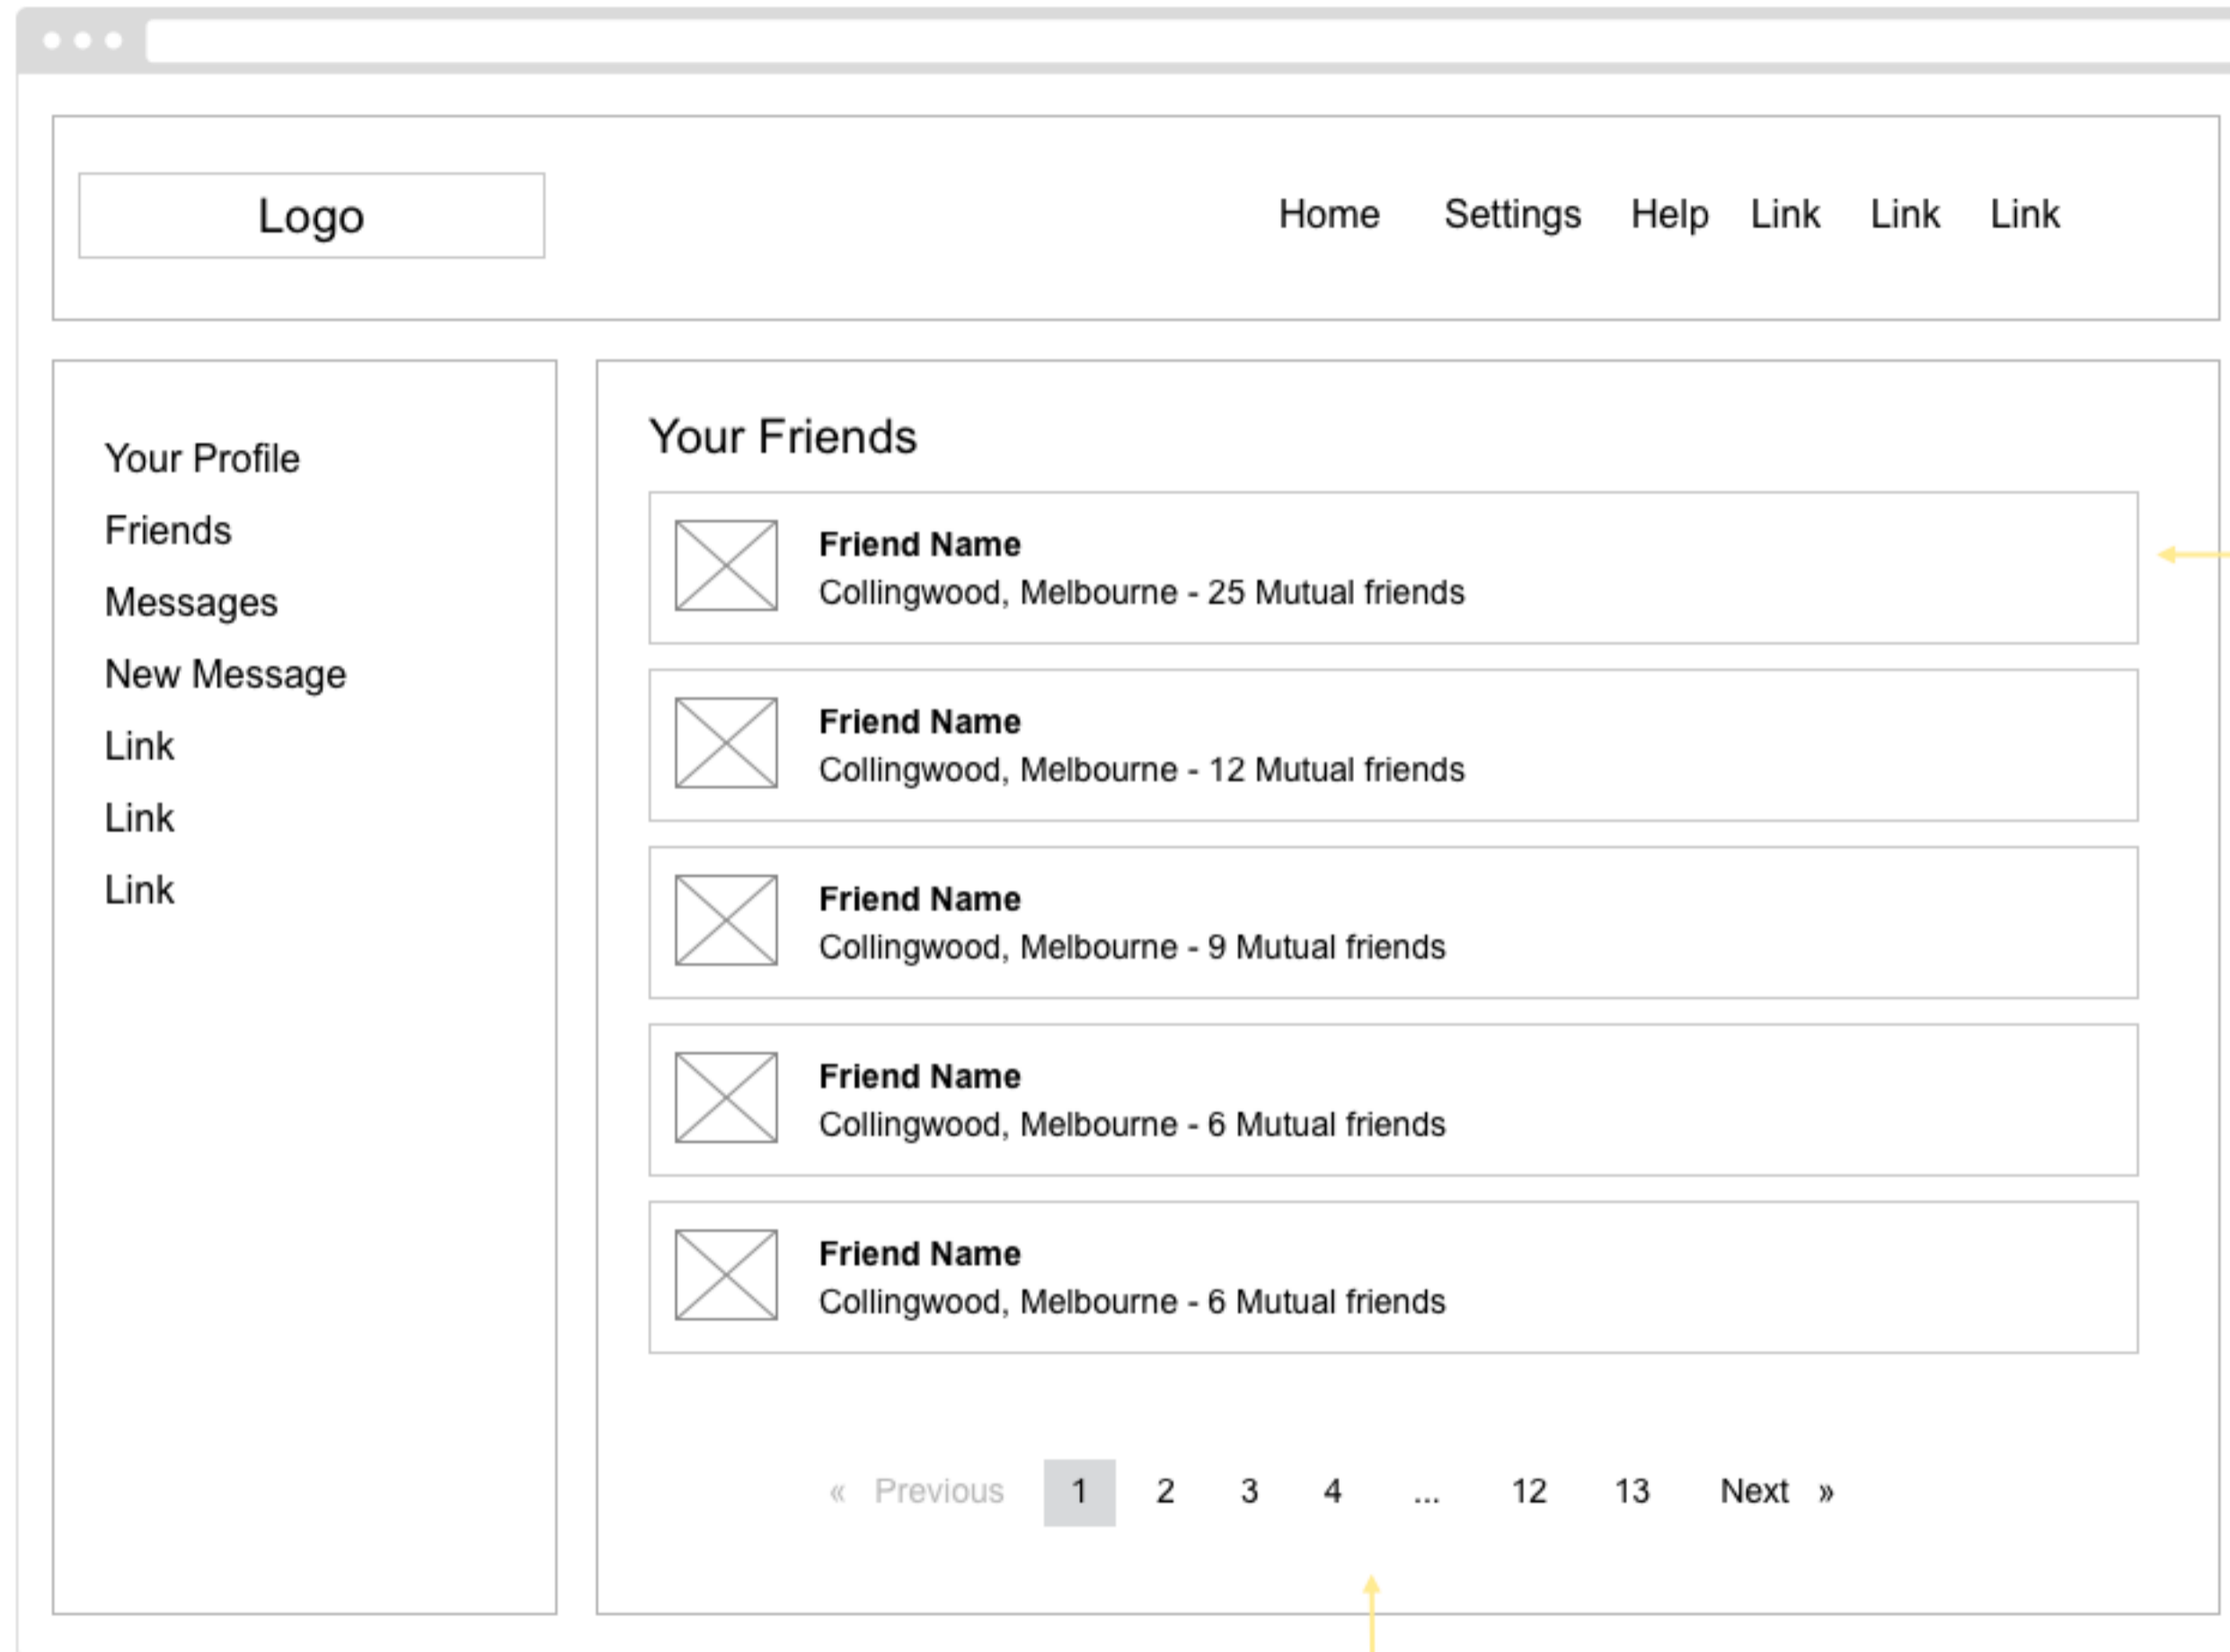 Logo
Home Settings Help Link Link Link
Your Profile
Friends
Messages
New Message
Link
Link
Link
Your Friends
Friend Name
Collingwood, Melbourne - 25 Mutual friends
Friend Name
Collingwood, Melbourne - 12 Mutual friends
Friend Name
Collingwood, Melbourne - 9 Mutual friends
Friend Name
Collingwood, Melbourne - 6 Mutual friends
Friend Name
Collingwood, Melbourne - 6 Mutual friends
« Previous 1 2 3 4 ... 12 13 Next »